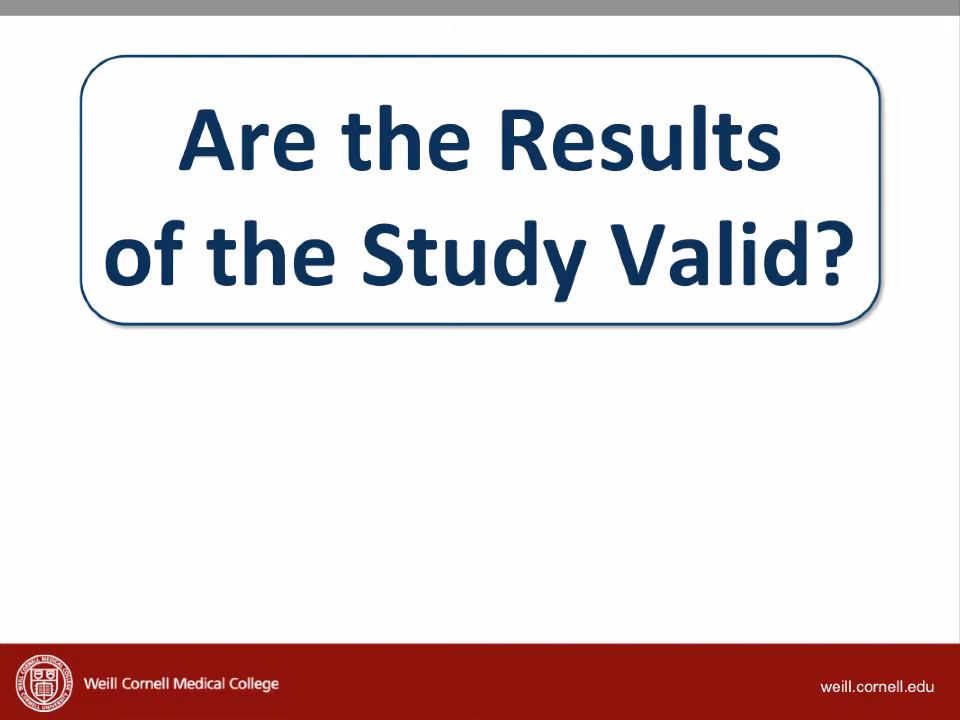 Are the Results
of the Study Valid?
Weill Cornell Medical College
weill.cornell.edu